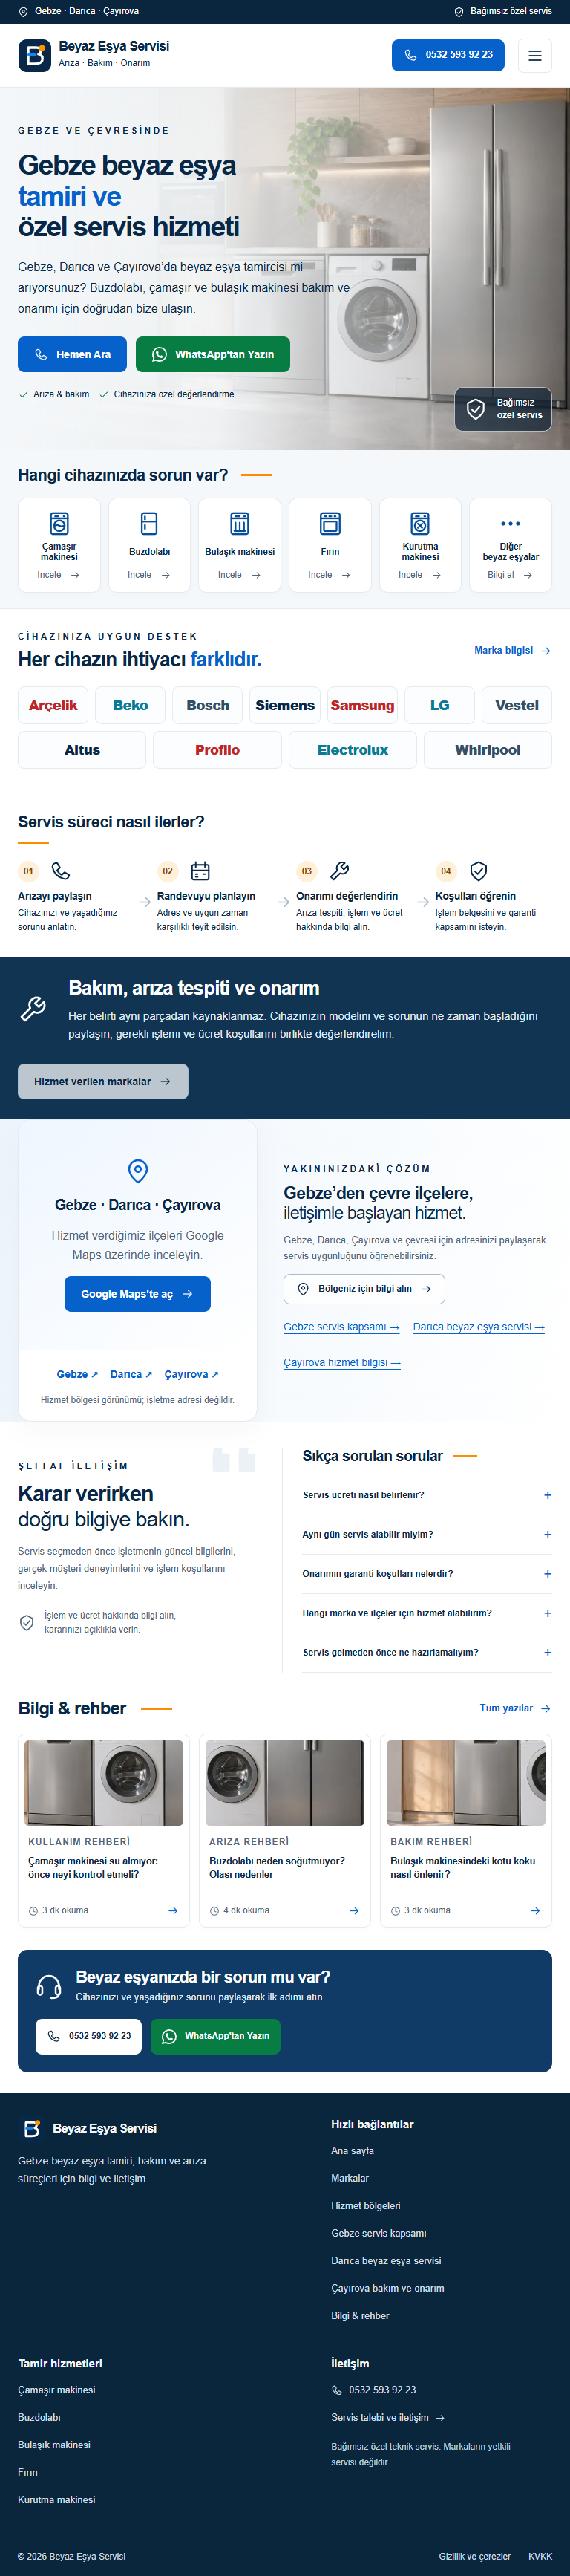 Gebze · Darıca · Çayırova
Bağımsız özel servis
Beyaz Eşya Servisi
Arıza · Bakım · Onarım
0532 593 92 23
GEBZE VE ÇEVRESİNDE
Gebze beyaz eşya
tamiri ve
özel servis hizmeti
Gebze, Darıca ve Çayırova’da beyaz eşya tamircisi mi
arıyorsunuz? Buzdolabı, çamaşır ve bulaşık makinesi bakım ve
onarımı için doğrudan bize ulaşın.
Hemen Ara
WhatsApp'tan Yazın
Arıza & bakım
Cihazınıza özel değerlendirme
Bağımsız
özel servis
Hangi cihazınızda sorun var?
Çamaşır
makinesi
İncele →
Buzdolabı
İncele →
Bulaşık makinesi
İncele →
Fırın
İncele →
Kurutma
makinesi
İncele →
Diğer
beyaz eşyalar
Bilgi al →
CİHAZINIZA UYGUN DESTEK
Her cihazın ihtiyacı farklıdır.
Marka bilgisi →
Arçelik
Beko
Bosch
Siemens
Samsung
LG
Vestel
Altus
Profilo
Electrolux
Whirlpool
Servis süreci nasıl ilerler?
01
Arızayı paylaşın
Cihazınızı ve yaşadığınız
sorunu anlatın.
02
Randevuyu planlayın
Adres ve uygun zaman
karşılıklı teyit edilsin.
03
Onarımı değerlendirin
Arıza tespiti, işlem ve ücret
hakkında bilgi alın.
04
Koşulları öğrenin
İşlem belgesini ve garanti
kapsamını isteyin.
Bakım, arıza tespiti ve onarım
Her belirti aynı parçadan kaynaklanmaz. Cihazınızın modelini ve sorunun ne zaman başladığını
paylaşın; gerekli işlemi ve ücret koşullarını birlikte değerlendirelim.
Hizmet verilen markalar →
Gebze · Darıca · Çayırova
Hizmet verdiğimiz ilçeleri Google
Maps üzerinde inceleyin.
Google Maps'te aç →
Gebze ↗ Darıca ↗ Çayırova ↗
Hizmet bölgesi görünümü; işletme adresi değildir.
YAKINIZDAKİ ÇÖZÜM
Gebze’den çevre ilçelere,
iletişimle başlayan hizmet.
Gebze, Darıca, Çayırova ve çevresi için adresinizi paylaşarak
servis uygunluğunu öğrenebilirsiniz.
Bölgeniz için bilgi alın →
Gebze servis kapsamı →
Darıca beyaz eşya servisi →
Çayırova hizmet bilgisi →
ŞEFFAF İLETİŞİM
Karar verirken
doğru bilgiye bakın.
Servis seçmeden önce işletmenin güncel bilgilerini,
gerçek müşteri deneyimlerini ve işlem koşullarını
inceleyin.
İşlem ve ücret hakkında bilgi alın,
kararınızı açıklıkla verin.
Sıkça sorulan sorular
Servis ücreti nasıl belirlenir? +
Aynı gün servis alabilir miyim? +
Onarımın garanti koşulları nelerdir? +
Hangi marka ve ilçeler için hizmet alabilirim? +
Servis gelmeden önce ne hazırlamalıyım? +
Bilgi & rehber
Tüm yazılar →
KULLANIM REHBERİ
Çamaşır makinesi su almıyor:
önce neyi kontrol etmeli?
3 dk okuma →
ARIZA REHBERİ
Buzdolabı neden soğutmuyor?
Olası nedenler
4 dk okuma →
BAKIM REHBERİ
Bulaşık makinesindeki kötü koku
nasıl önlenir?
3 dk okuma →
Beyaz eşyanızda bir sorun mu var?
Cihazınızı ve yaşadığınız sorunu paylaşarak ilk adımı atın.
0532 593 92 23
WhatsApp'tan Yazın
Beyaz Eşya Servisi
Gebze beyaz eşya tamiri, bakım ve arıza
süreçleri için bilgi ve iletişim.
Hızlı bağlantılar
Ana sayfa
Markalar
Hizmet bölgeleri
Gebze servis kapsamı
Darıca beyaz eşya servisi
Çayırova bakım ve onarım
Bilgi & rehber
Tamir hizmetleri
Çamaşır makinesi
Buzdolabı
Bulaşık makinesi
Fırın
Kurutma makinesi
İletişim
0532 593 92 23
Servis talebi ve iletişim →
Bağımsız özel teknik servis. Markaların yetkili
servisi değildir.
© 2026 Beyaz Eşya Servisi
Gizlilik ve çerezler
KVKK